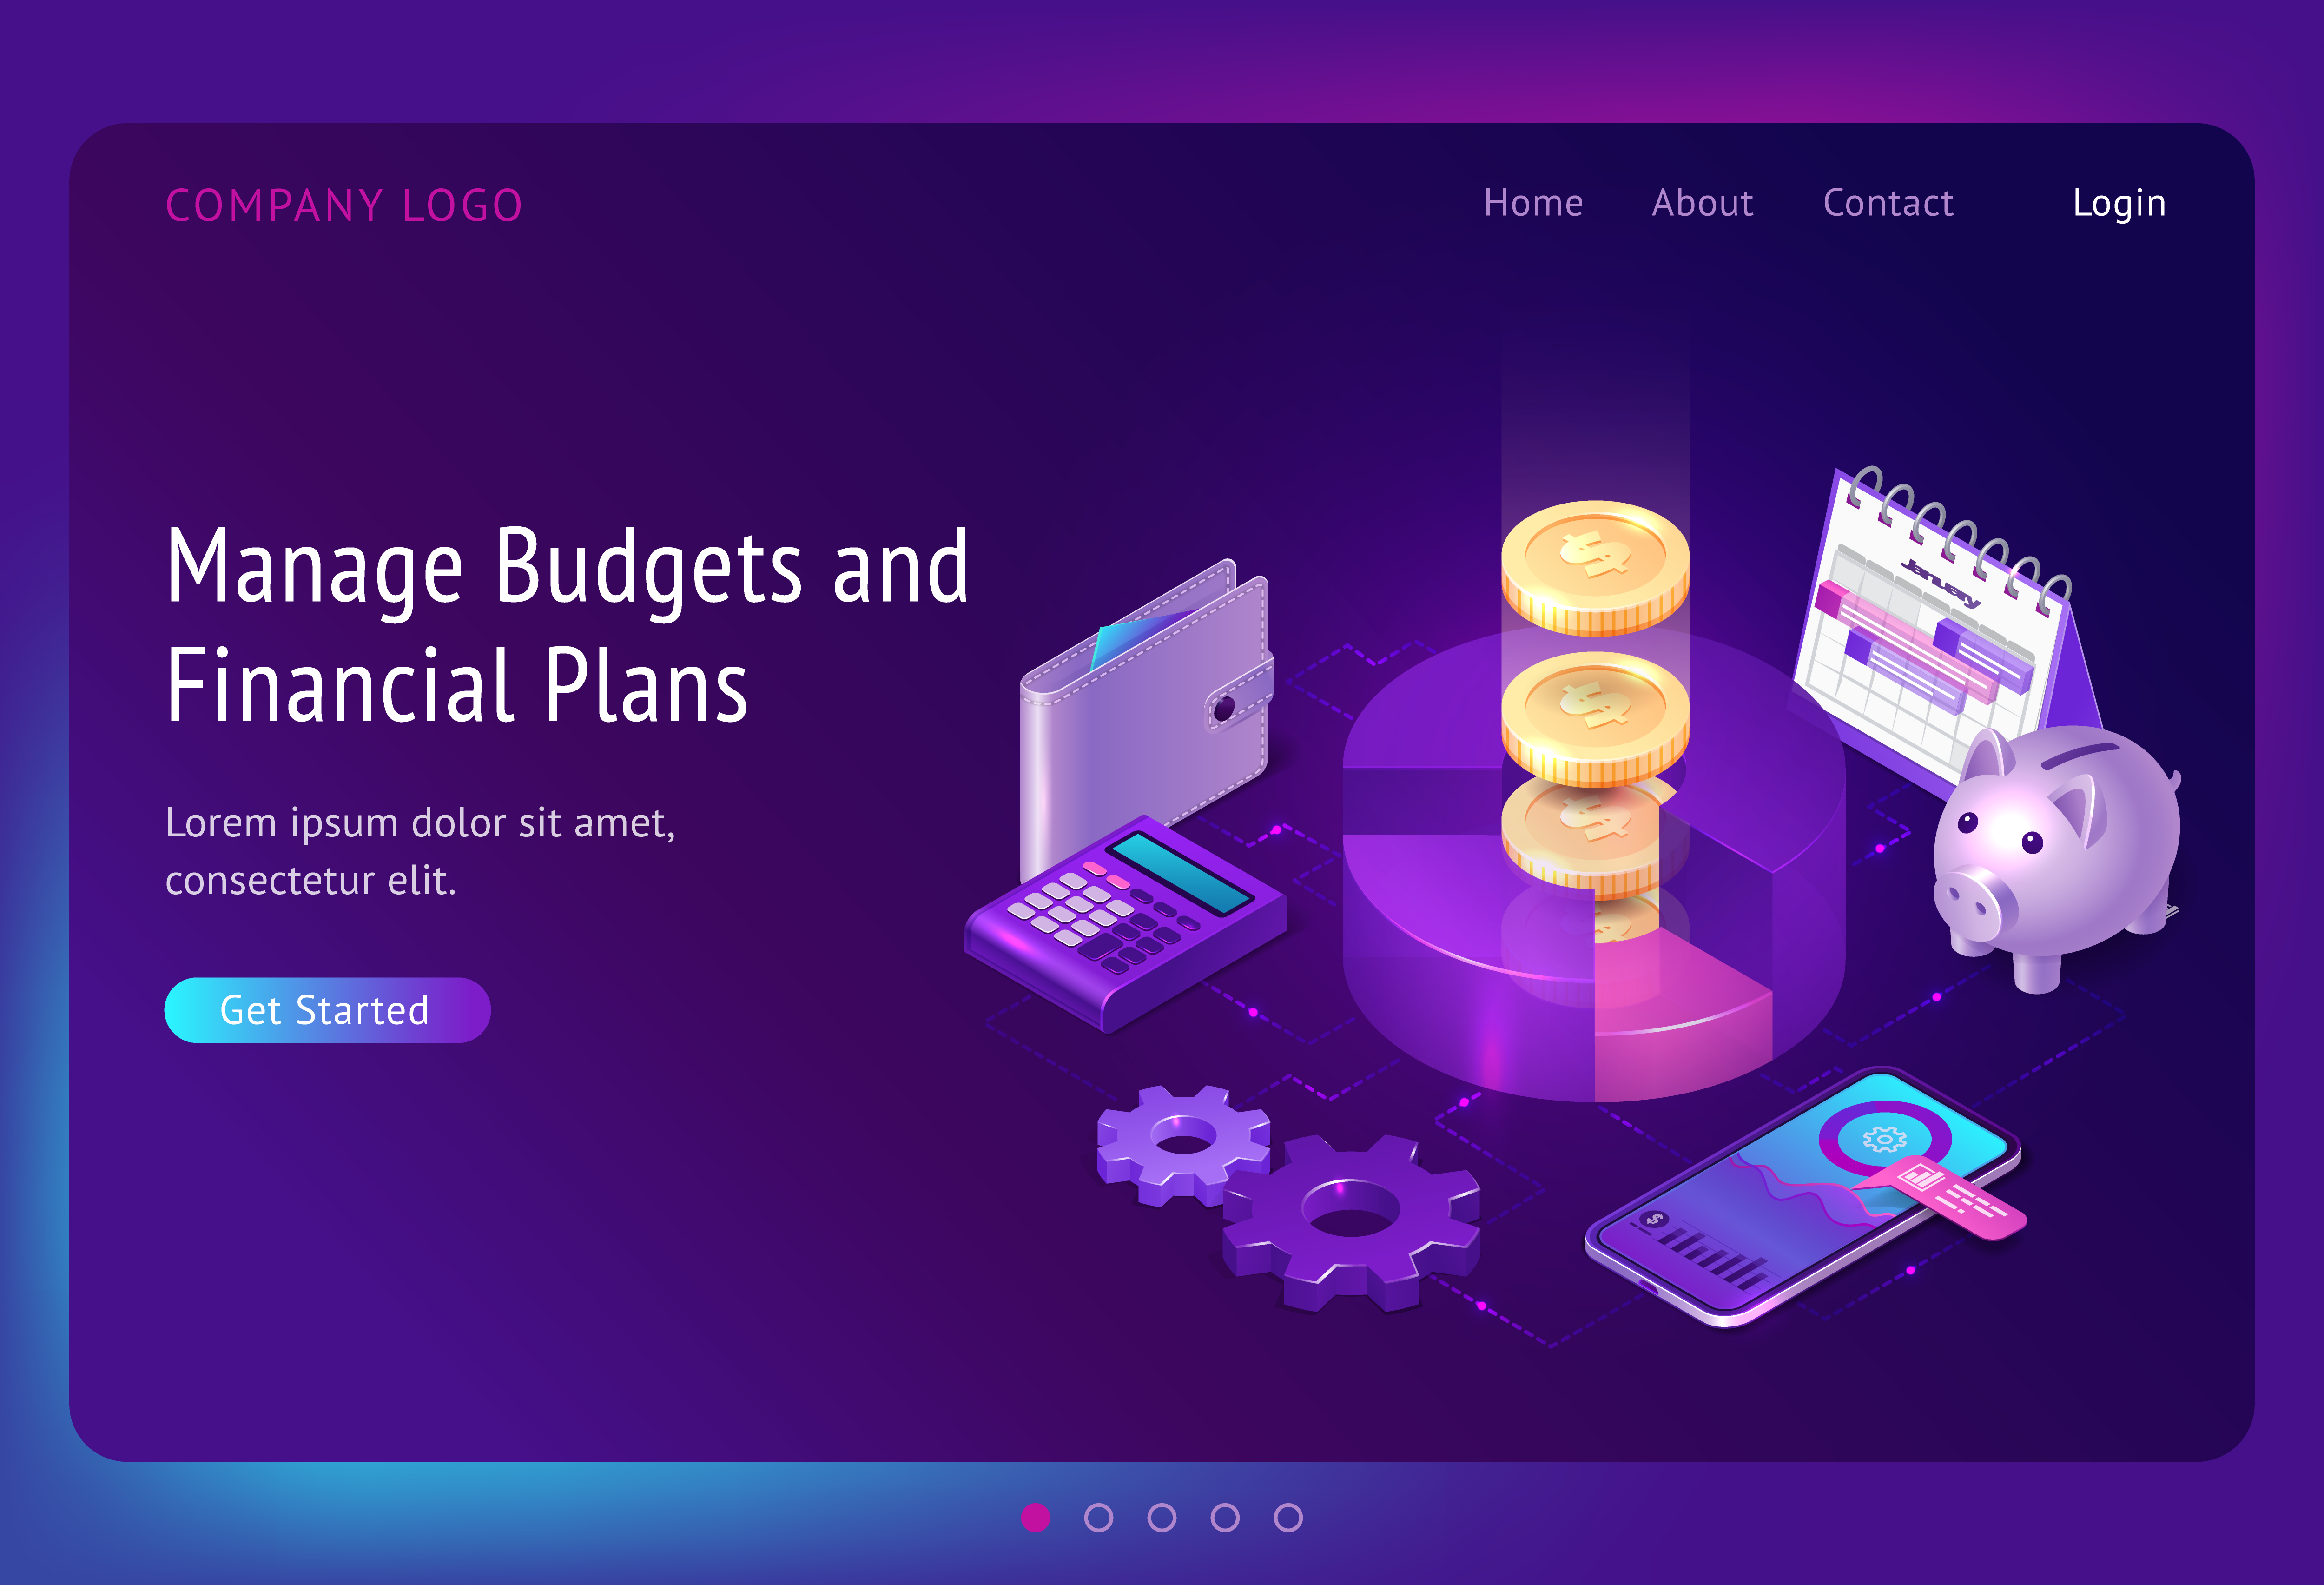 COMPANY LOGO
Home About Contact Login
Manage Budgets and
Financial Plans
Lorem ipsum dolor sit amet,
consectetur elit.
Get Started
January
$
$
$
$
$